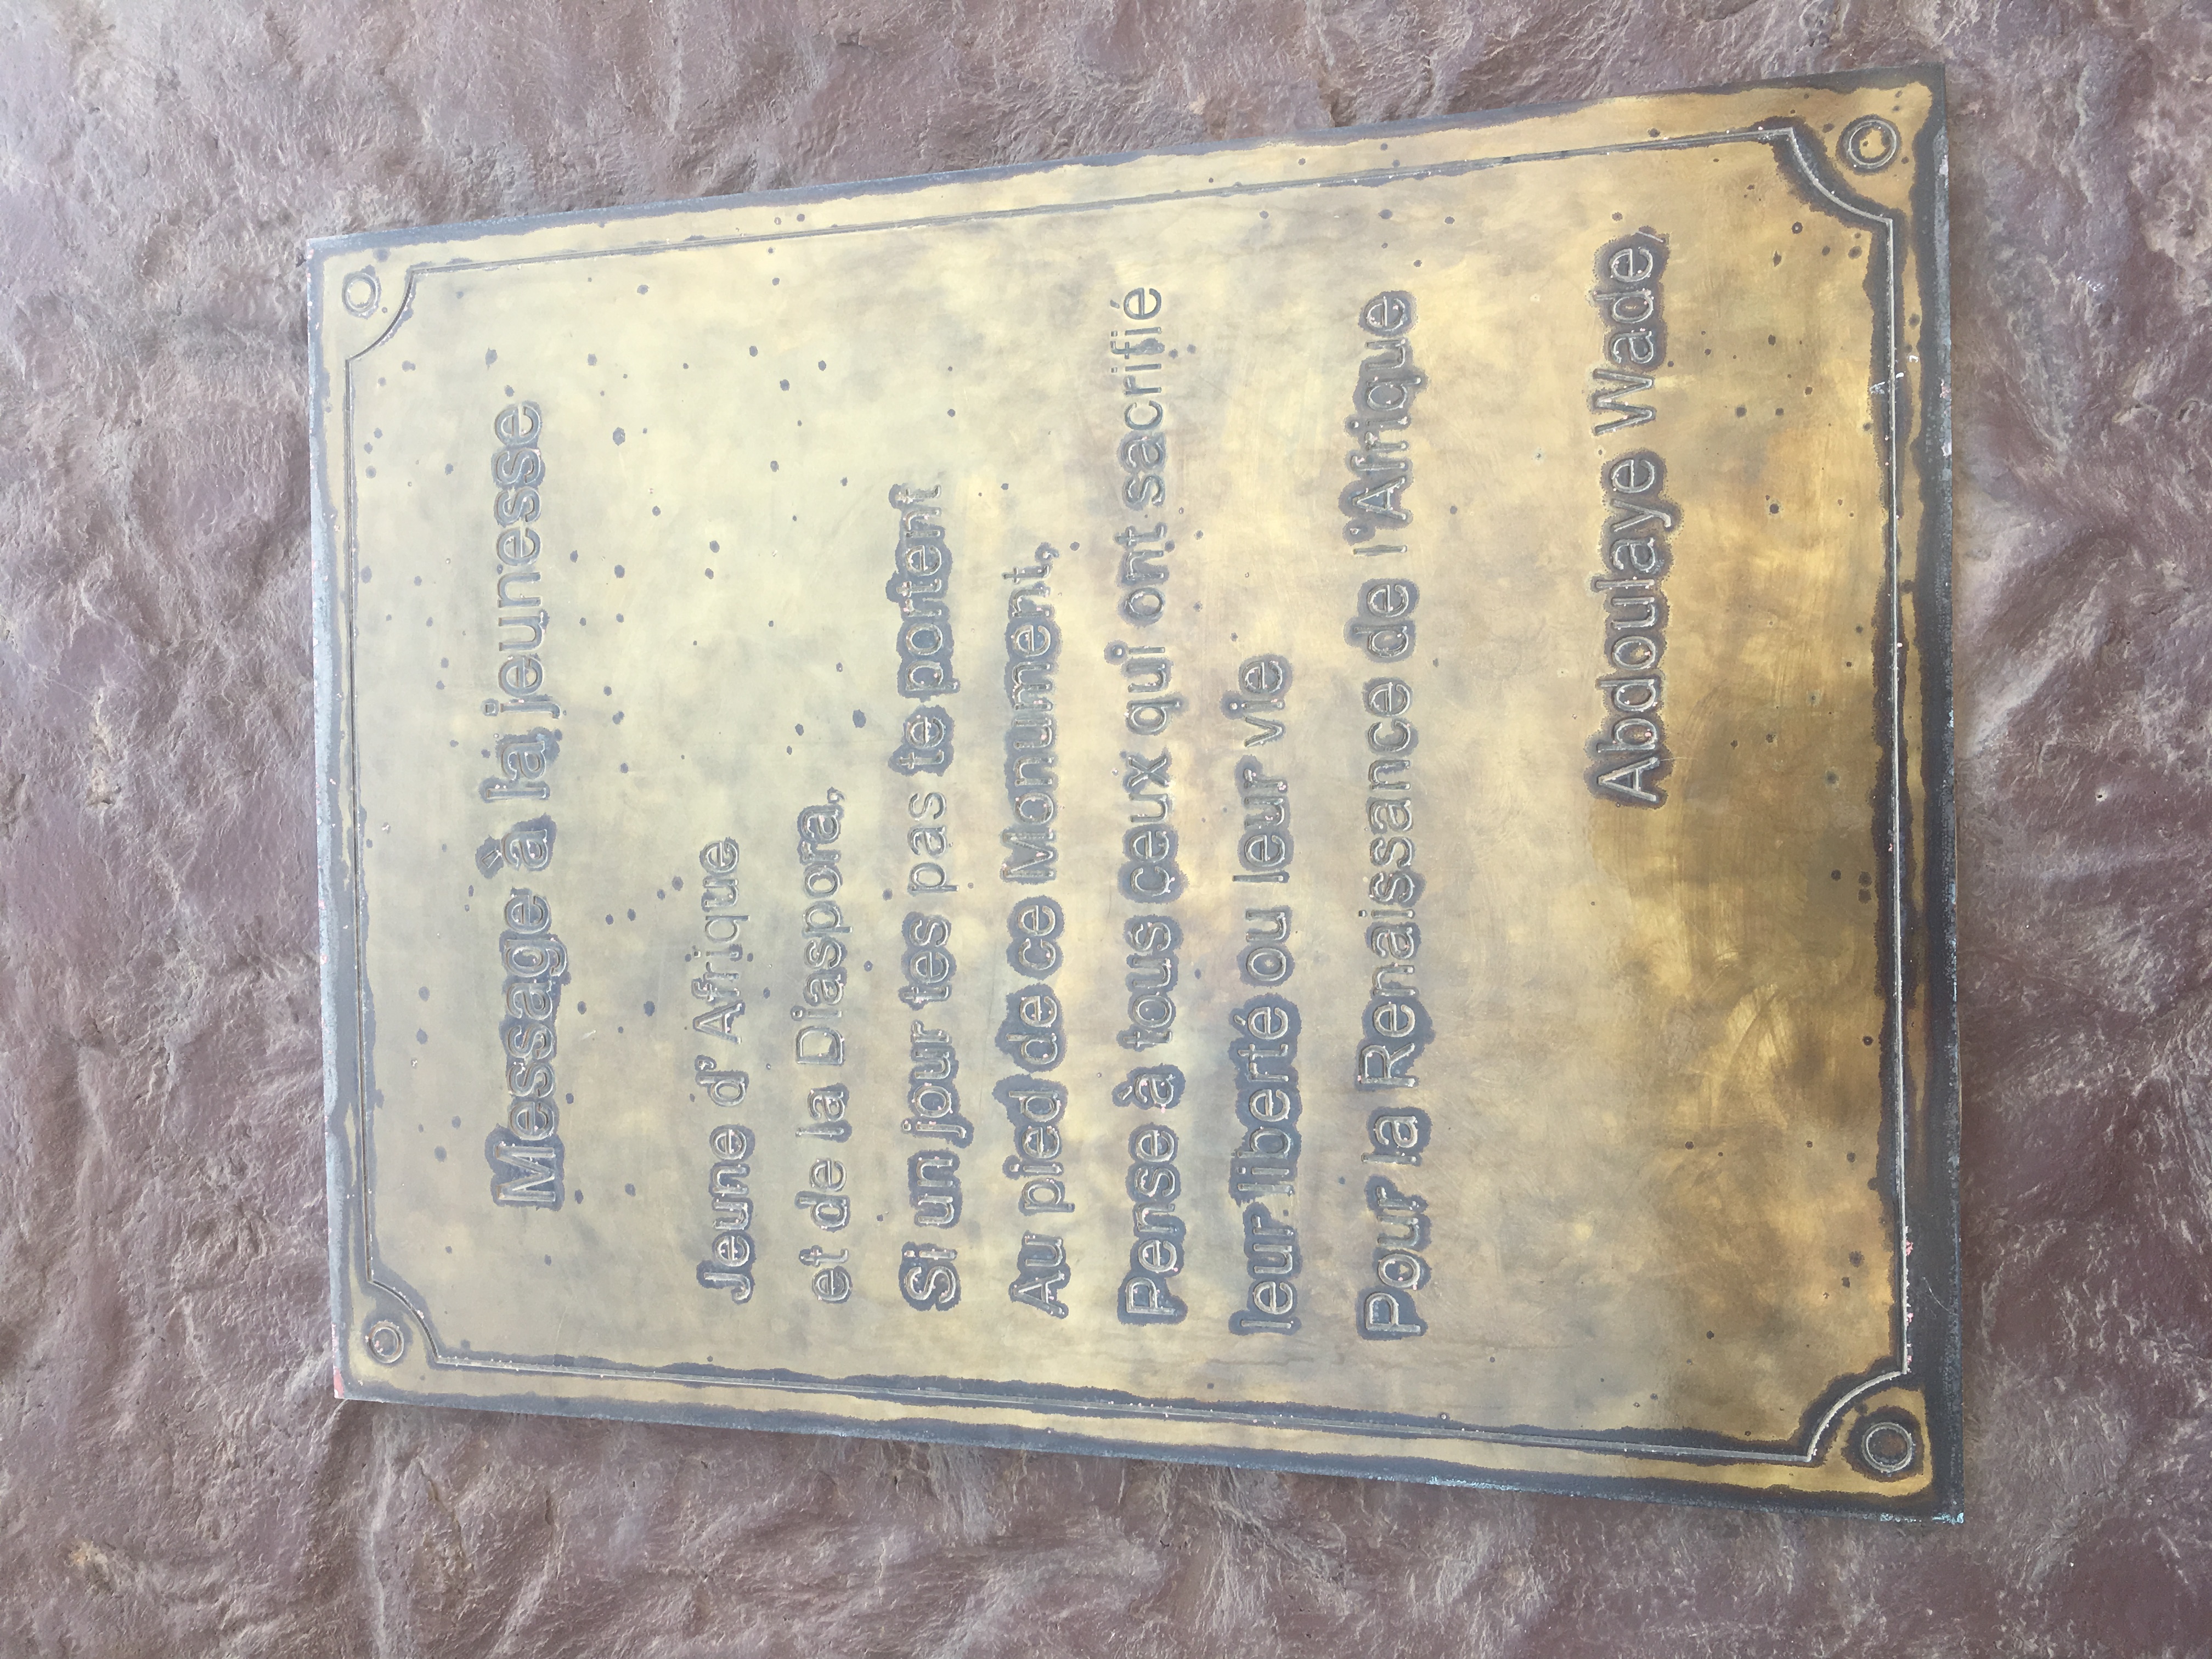 Message à la jeunesse
Jeune d' Afrique
et de la Diaspora,
Si un jour tes pas te portent
Au pied de ce Monument,
Pense à tous ceux qui ont sacrifié
leur liberté ou leur vie
Pour la Renaissance de l'Afrique
Abdoulaye Wade